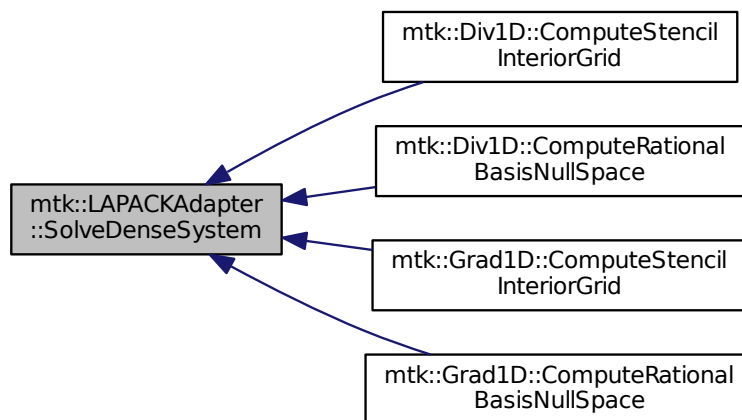 mtk::Div1D::ComputeStencil
InteriorGrid
mtk::Div1D::ComputeRational
BasisNullSpace
mtk::LAPACKAdapter
::SolveDenseSystem
mtk::Grad1D::ComputeStencil
InteriorGrid
mtk::Grad1D::ComputeRational
BasisNullSpace